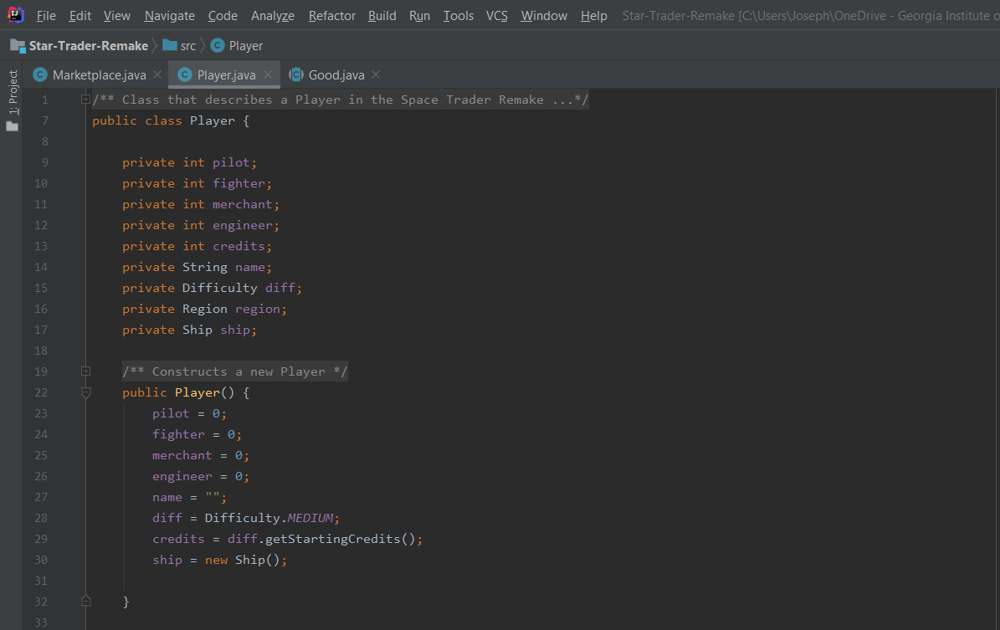 File Edit View Navigate Code Analyze Refactor Build Run Tools VCS Window Help Star-Trader-Remake [C:\Users\Joseph\OneDrive - Georgia Institute o
Star-Trader-Remake src Player
Marketplace.java Player.java Good.java
1: Project
1 /** Class that describes a Player in the Space Trader Remake ...*/
7 public class Player {
8
9 private int pilot;
10 private int fighter;
11 private int merchant;
12 private int engineer;
13 private int credits;
14 private String name;
15 private Difficulty diff;
16 private Region region;
17 private Ship ship;
18
19 /** Constructs a new Player */
22 public Player() {
23 pilot = 0;
24 fighter = 0;
25 merchant = 0;
26 engineer = 0;
27 name = "";
28 diff = Difficulty.MEDIUM;
29 credits = diff.getStartingCredits();
30 ship = new Ship();
31
32 }
33